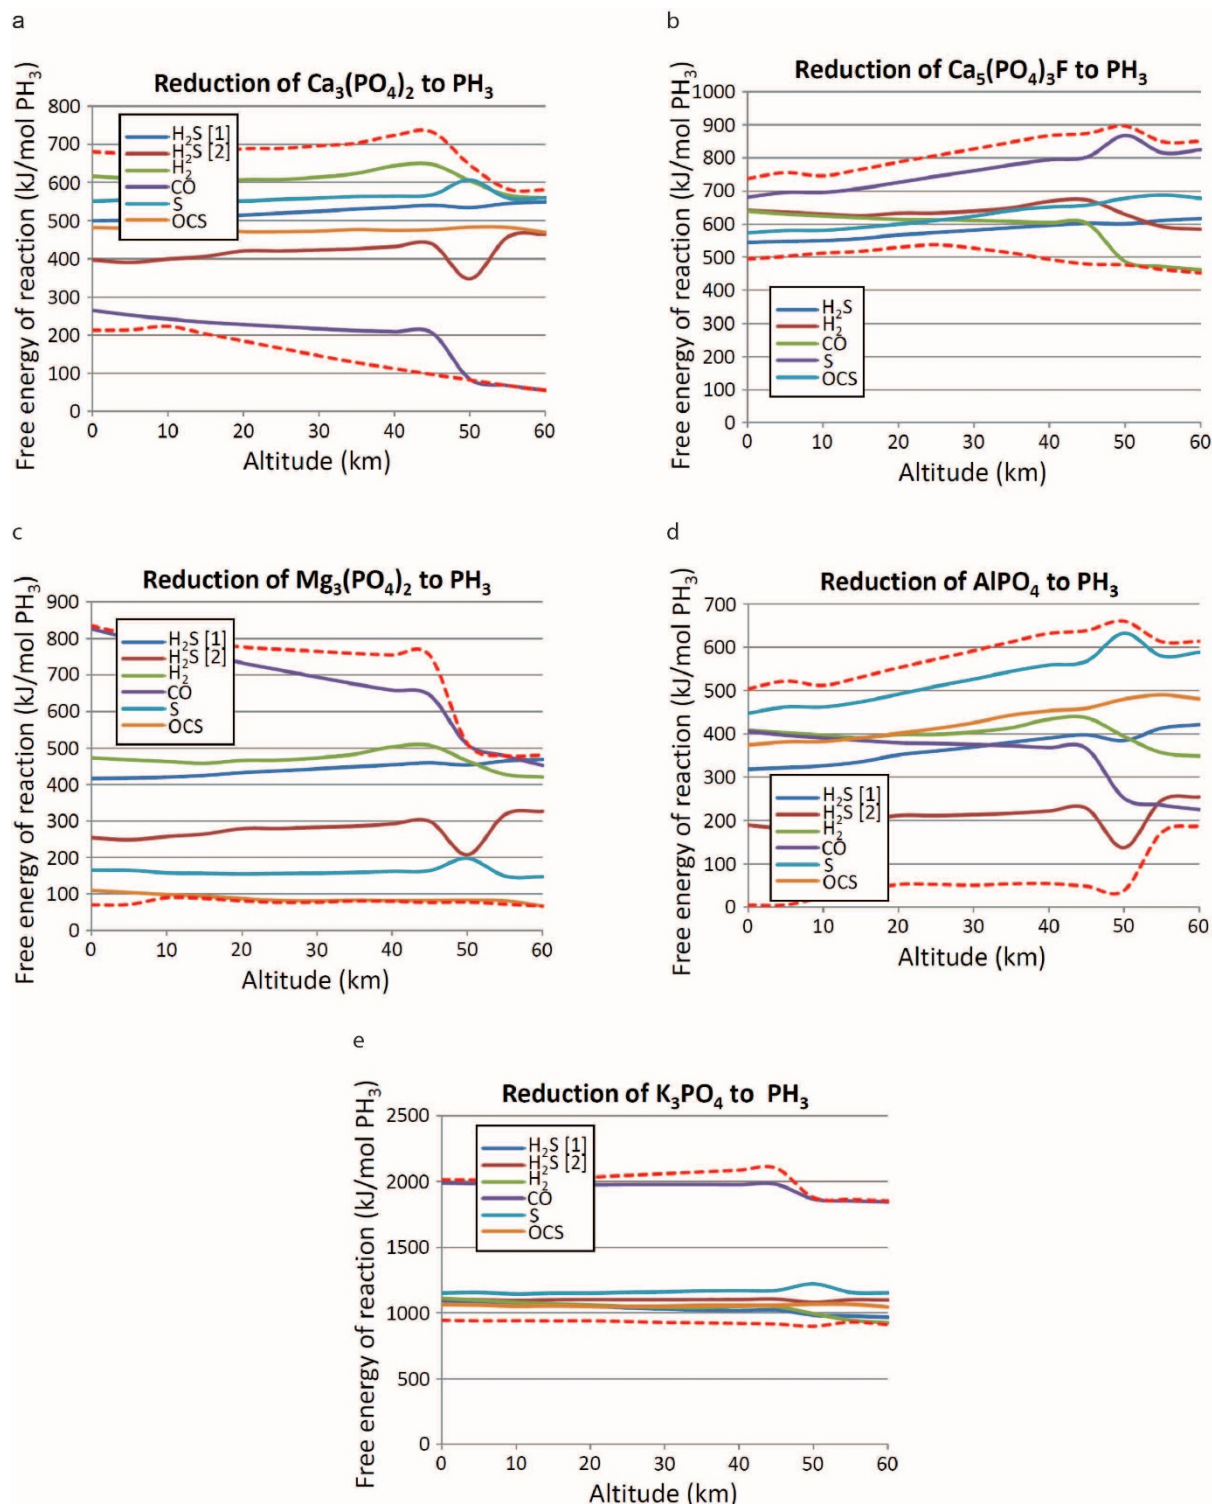 a
Reduction of Ca₃(PO₄)₂ to PH₃
Free energy of reaction (kJ/mol PH₃)
800
700
600
500
400
300
200
100
0
H₂S [1]
H₂S [2]
H₂
CO
S
OCS
0 10 20 30 40 50 60
Altitude (km)
b
Reduction of Ca₅(PO₄)₃F to PH₃
Free energy of reaction (kJ/mol PH₃)
1000
900
800
700
600
500
400
300
200
100
0
H₂S
H₂
CO
S
OCS
0 10 20 30 40 50 60
Altitude (km)
c
Reduction of Mg₃(PO₄)₂ to PH₃
Free energy of reaction (kJ/mol PH₃)
900
800
700
600
500
400
300
200
100
0
H₂S [1]
H₂S [2]
H₂
CO
S
OCS
0 10 20 30 40 50 60
Altitude (km)
d
Reduction of AlPO₄ to PH₃
Free energy of reaction (kJ/mol PH₃)
700
600
500
400
300
200
100
0
H₂S [1]
H₂S [2]
H₂
CO
S
OCS
0 10 20 30 40 50 60
Altitude (km)
e
Reduction of K₃PO₄ to PH₃
Free energy of reaction (kJ/mol PH₃)
2500
2000
1500
1000
500
0
H₂S [1]
H₂S [2]
H₂
CO
S
OCS
0 10 20 30 40 50 60
Altitude (km)